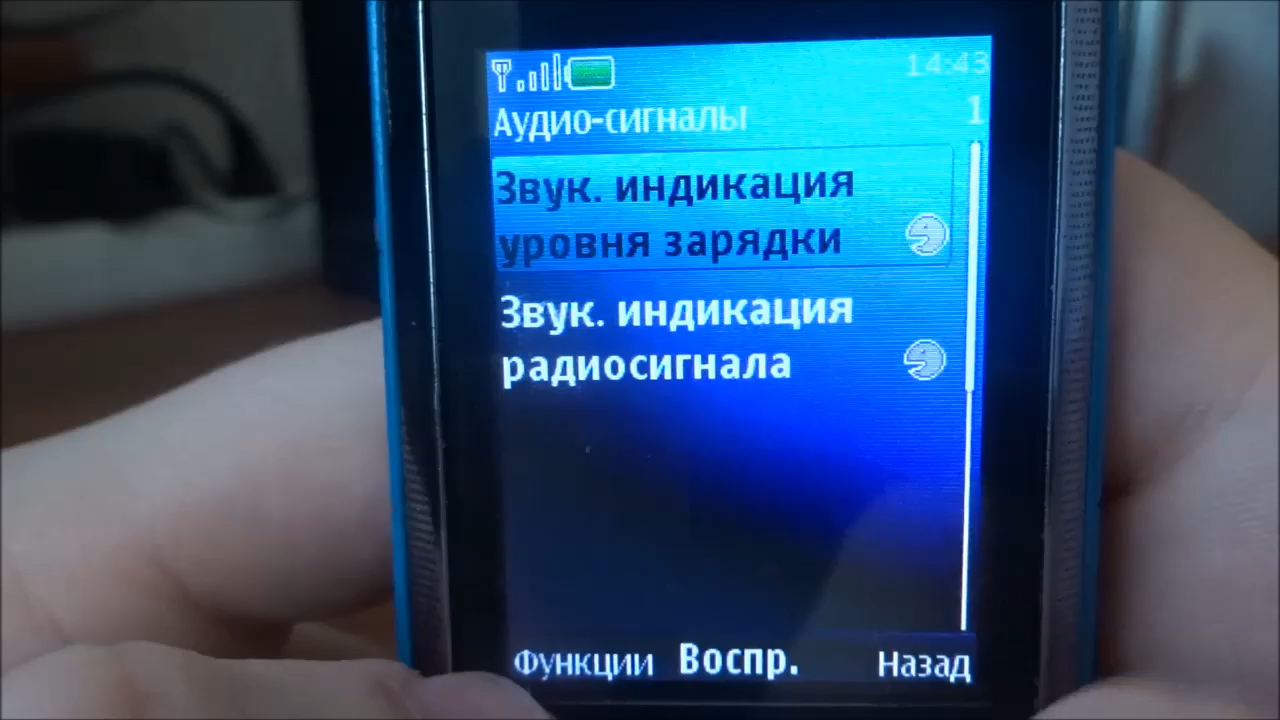 14:43
Аудио-сигналы 1
Звук. индикация
уровня зарядки
Звук. индикация
радиосигнала
Функции Воспр. Назад